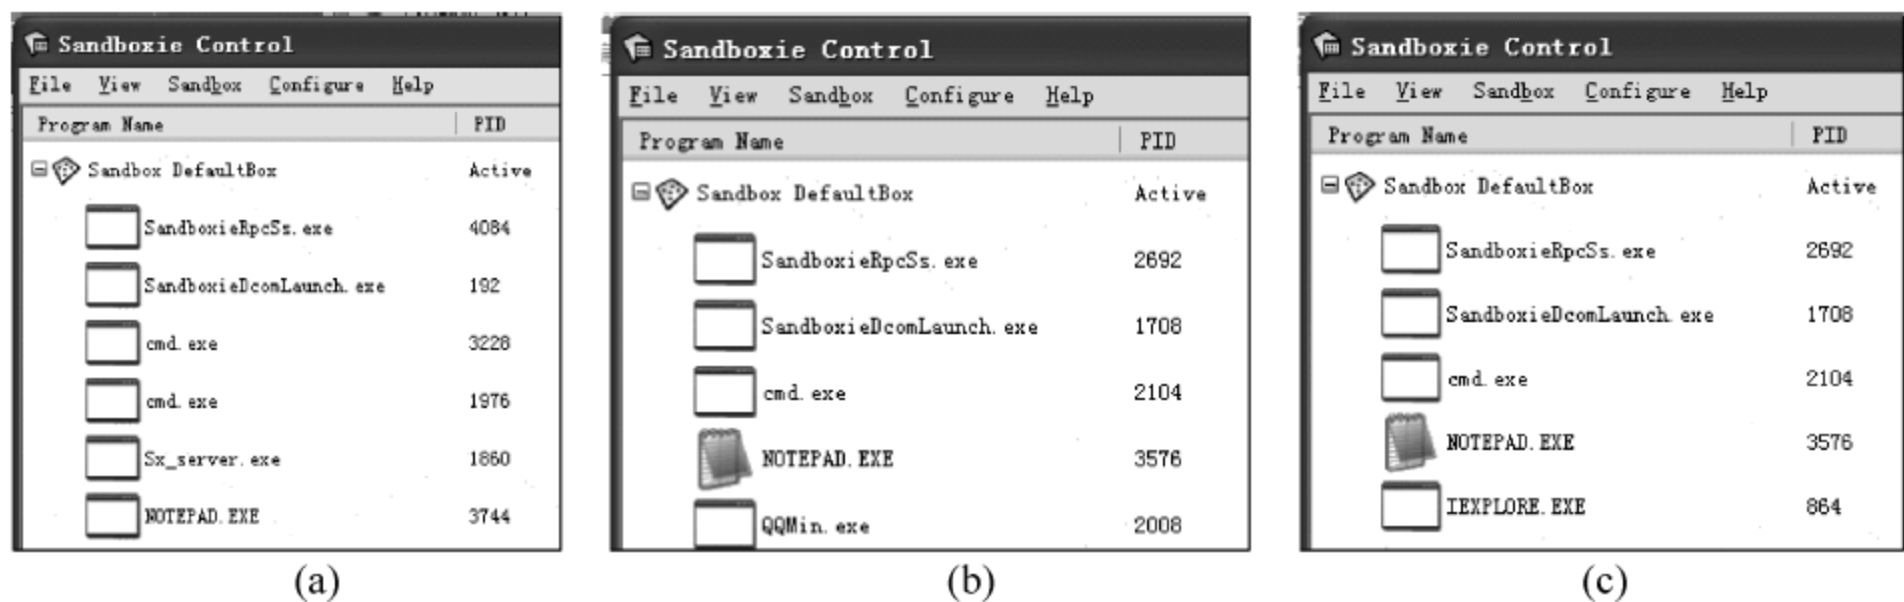 Sandboxie Control
File View Sandbox Configure Help
Program Name PID
Sandbox DefaultBox Active
SandboxieRpcSs.exe 4084
SandboxieDcomLaunch.exe 192
cmd.exe 3228
cmd.exe 1976
Sx_server.exe 1860
NOTEPAD.EXE 3744
(a)
Sandboxie Control
File View Sandbox Configure Help
Program Name PID
Sandbox DefaultBox Active
SandboxieRpcSs.exe 2692
SandboxieDcomLaunch.exe 1708
cmd.exe 2104
NOTEPAD.EXE 3576
QQMin.exe 2008
(b)
Sandboxie Control
File View Sandbox Configure Help
Program Name PID
Sandbox DefaultBox Active
SandboxieRpcSs.exe 2692
SandboxieDcomLaunch.exe 1708
cmd.exe 2104
NOTEPAD.EXE 3576
IEXPLORE.EXE 864
(c)